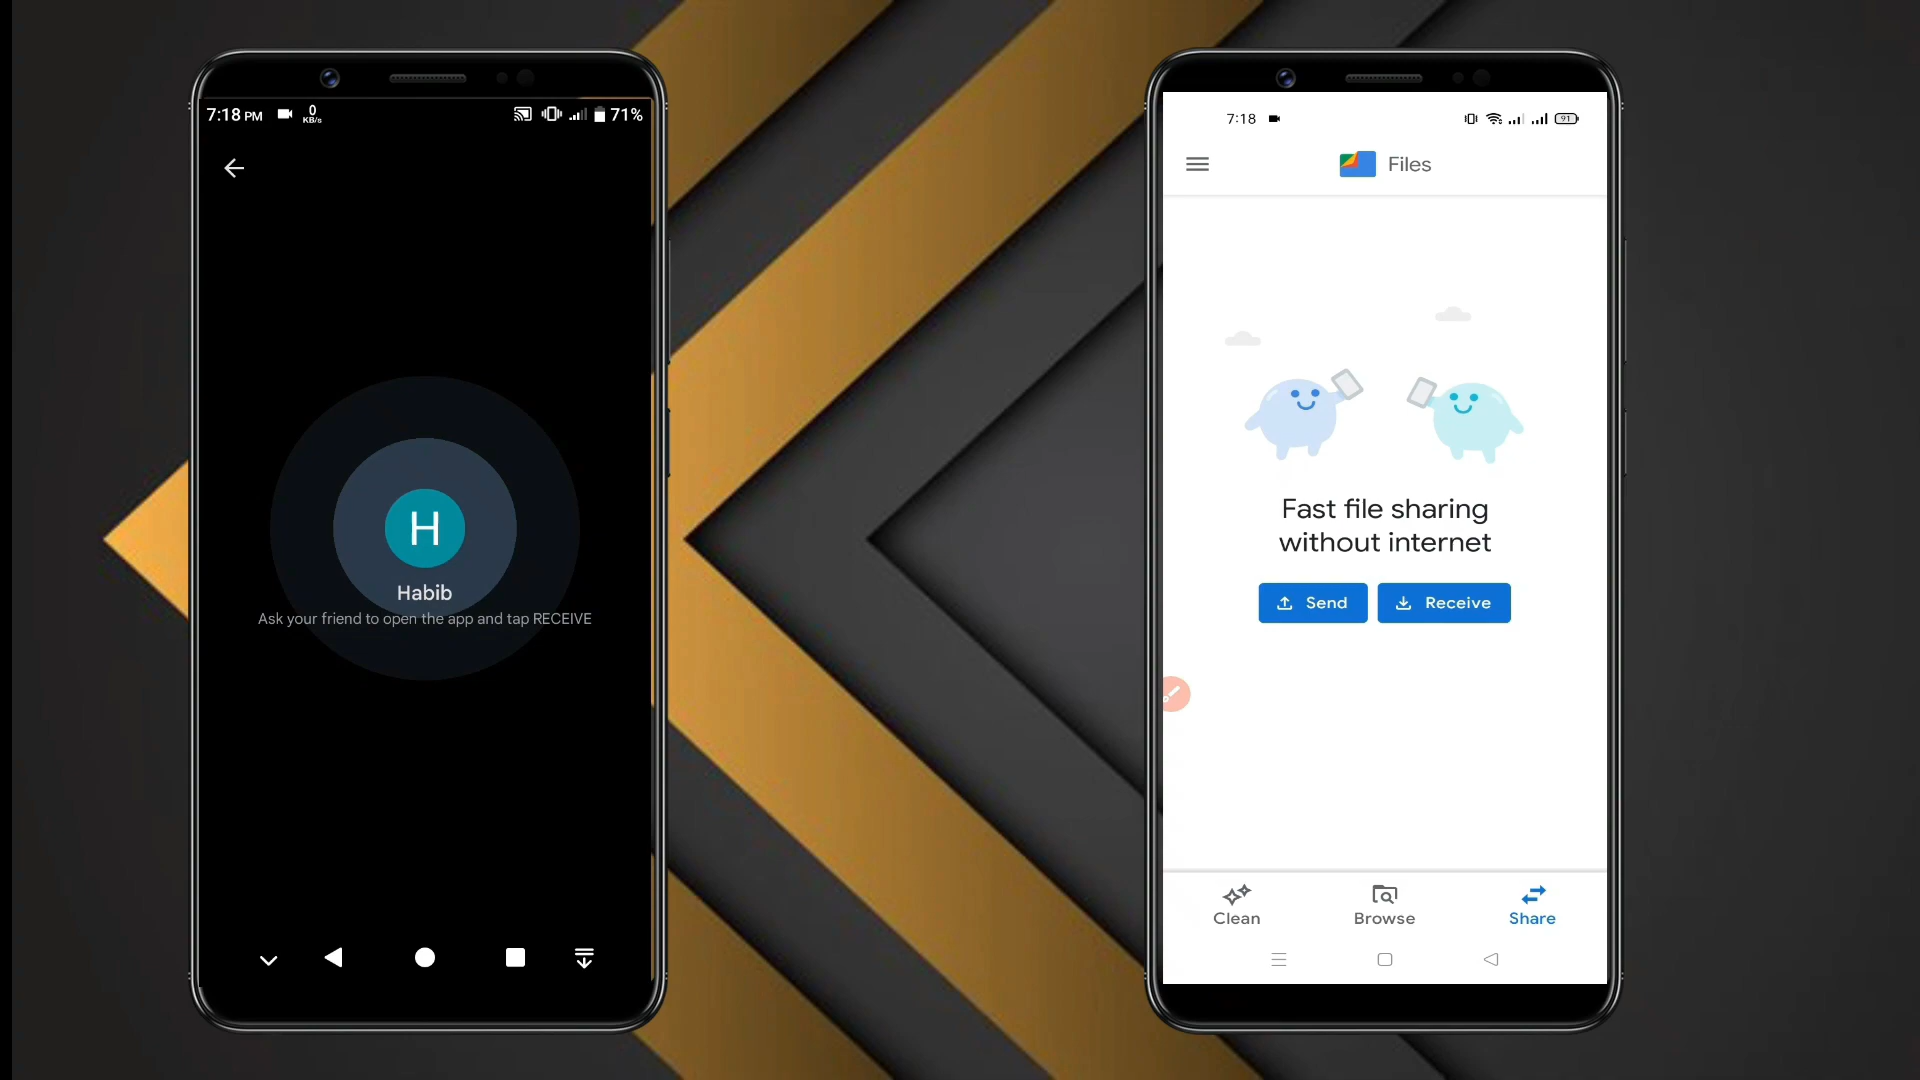 7:18 PM
0
KB/s
71%
H
Habib
Ask your friend to open the app and tap RECEIVE
7:18
91
Files
Fast file sharing
without internet
Send
Receive
Clean
Browse
Share